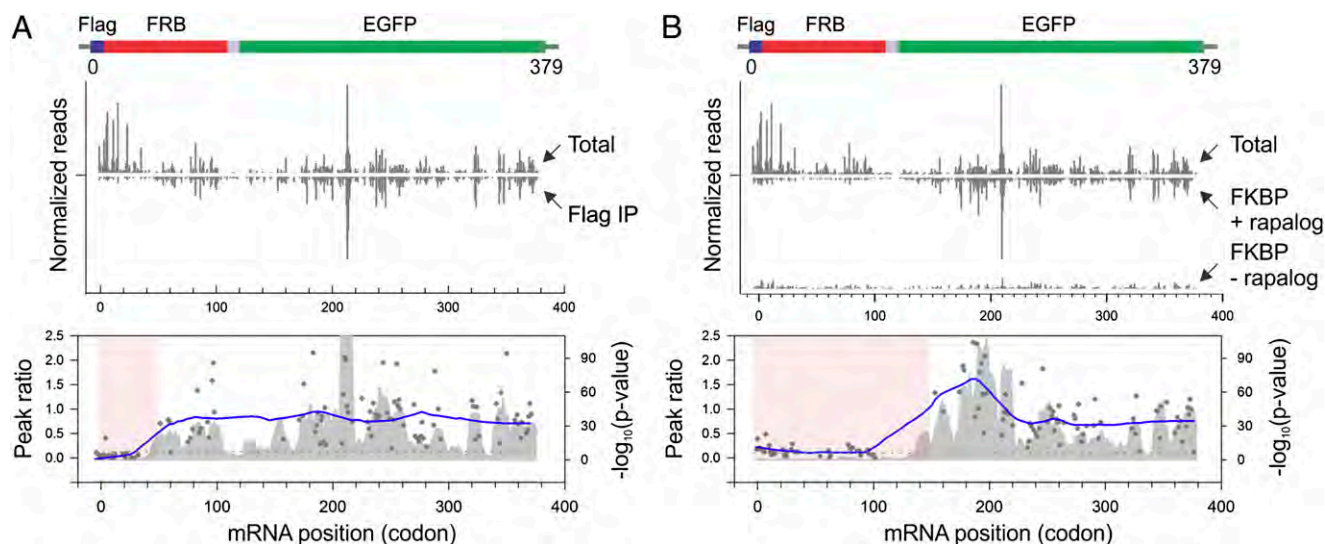 A
Flag FRB EGFP
0 379
Normalized reads
Total
Flag IP
0 100 200 300 400
Peak ratio
2.5
2.0
1.5
1.0
0.5
0.0
90
60
30
0
-log10(p-value)
0 100 200 300 400
mRNA position (codon)
B
Flag FRB EGFP
0 379
Normalized reads
Total
FKBP
+ rapalog
FKBP
- rapalog
0 100 200 300 400
Peak ratio
2.5
2.0
1.5
1.0
0.5
0.0
90
60
30
0
-log10(p-value)
0 100 200 300 400
mRNA position (codon)